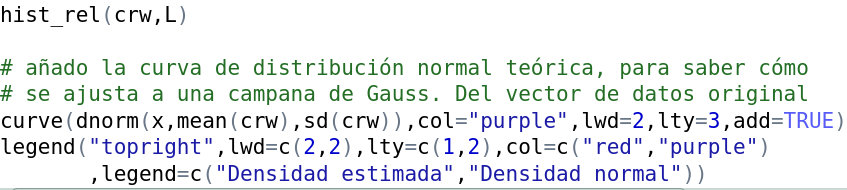 hist_rel(crw,L)
# añado la curva de distribución normal teórica, para saber cómo
# se ajusta a una campana de Gauss. Del vector de datos original
curve(dnorm(x,mean(crw),sd(crw)),col="purple",lwd=2,lty=3,add=TRUE)
legend("topright",lwd=c(2,2),lty=c(1,2),col=c("red","purple")
,legend=c("Densidad estimada","Densidad normal"))